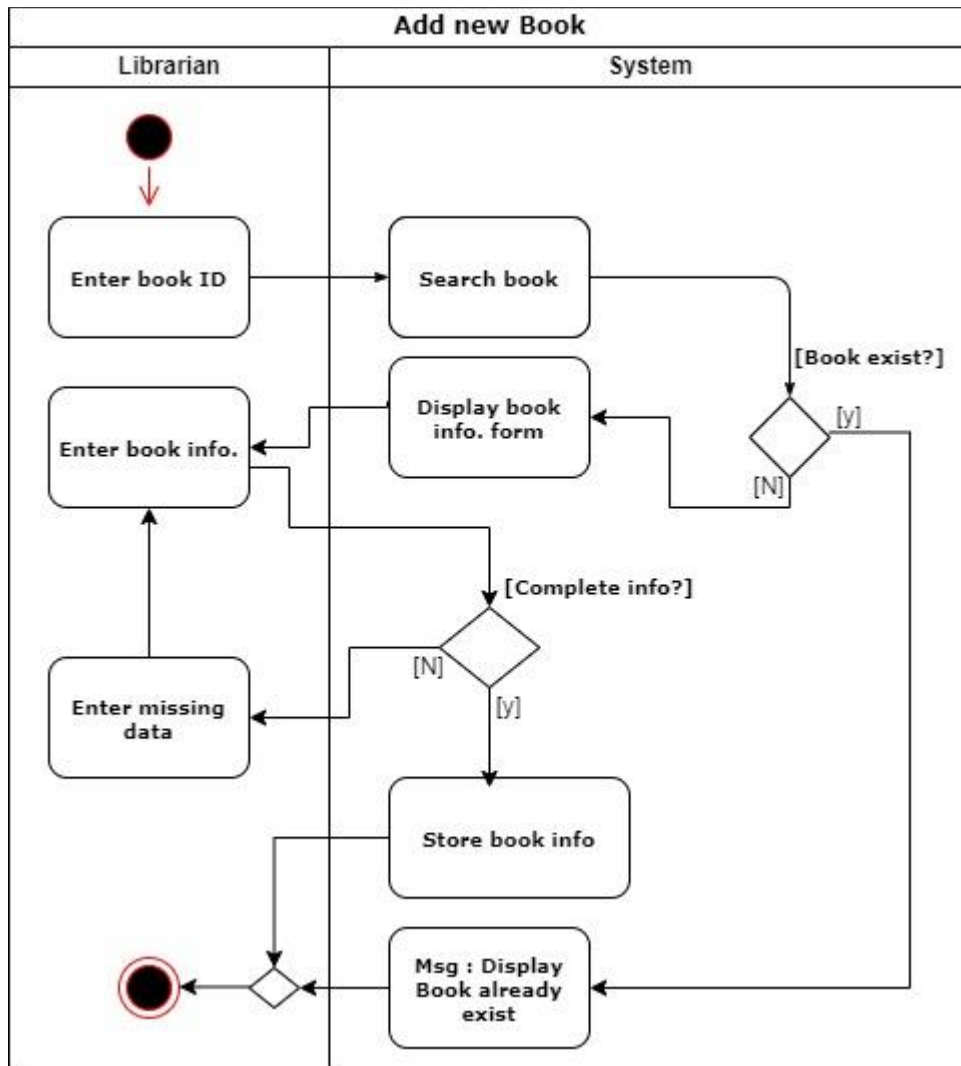 Add new Book
Librarian
System
Enter book ID
Search book
[Book exist?]
[y]
[N]
Display book
info. form
Enter book info.
[Complete info?]
[N]
[y]
Enter missing
data
Store book info
Msg : Display
Book already
exist